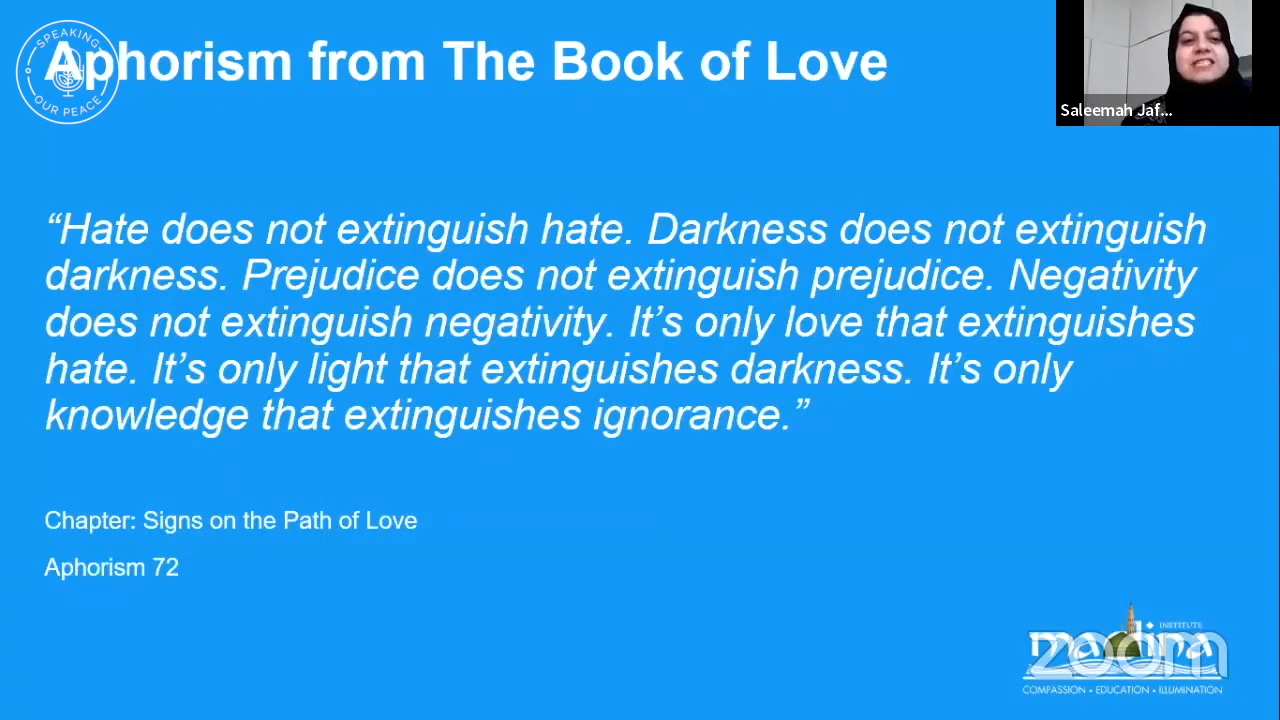 SPEAKING
OUR PEACE
Aphorism from The Book of Love
Saleemah Jaf...
“Hate does not extinguish hate. Darkness does not extinguish
darkness. Prejudice does not extinguish prejudice. Negativity
does not extinguish negativity. It’s only love that extinguishes
hate. It’s only light that extinguishes darkness. It’s only
knowledge that extinguishes ignorance.”
Chapter: Signs on the Path of Love
Aphorism 72
INSTITUTE
madina
zoom
COMPASSION • EDUCATION • ILLUMINATION